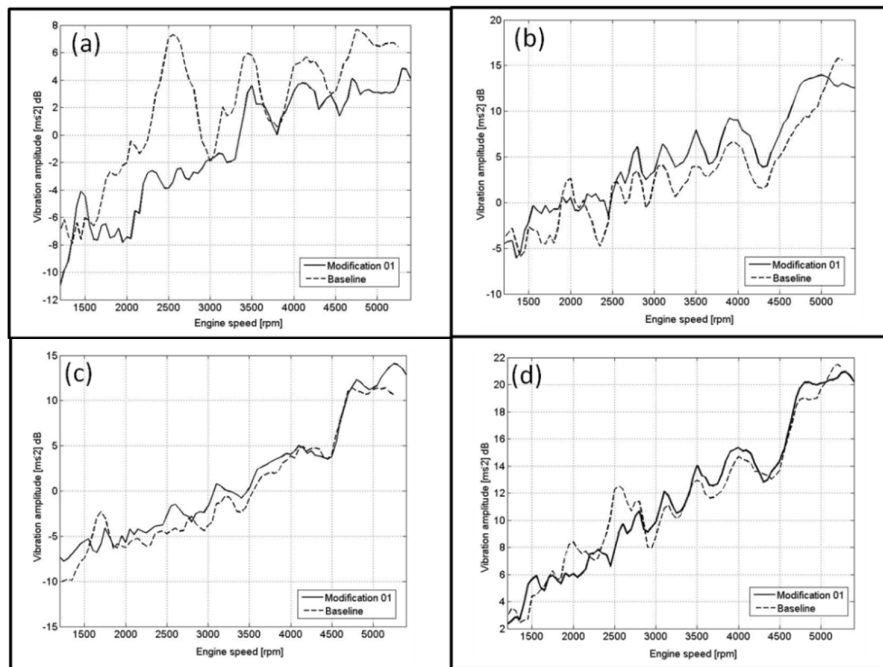 (a)
Vibration amplitude [ms2] dB
8
6
4
2
0
-2
-4
-6
-8
-10
-12
1500 2000 2500 3000 3500 4000 4500 5000
Engine speed [rpm]
Modification 01
Baseline
(b)
Vibration amplitude [ms2] dB
20
15
10
5
0
-5
-10
1500 2000 2500 3000 3500 4000 4500 5000
Engine speed [rpm]
Modification 01
Baseline
(c)
Vibration amplitude [ms2] dB
15
10
5
0
-5
-10
-15
1500 2000 2500 3000 3500 4000 4500 5000
Engine speed [rpm]
Modification 01
Baseline
(d)
Vibration amplitude [ms2] dB
22
20
18
16
14
12
10
8
6
4
2
1500 2000 2500 3000 3500 4000 4500 5000
Engine speed [rpm]
Modification 01
Baseline